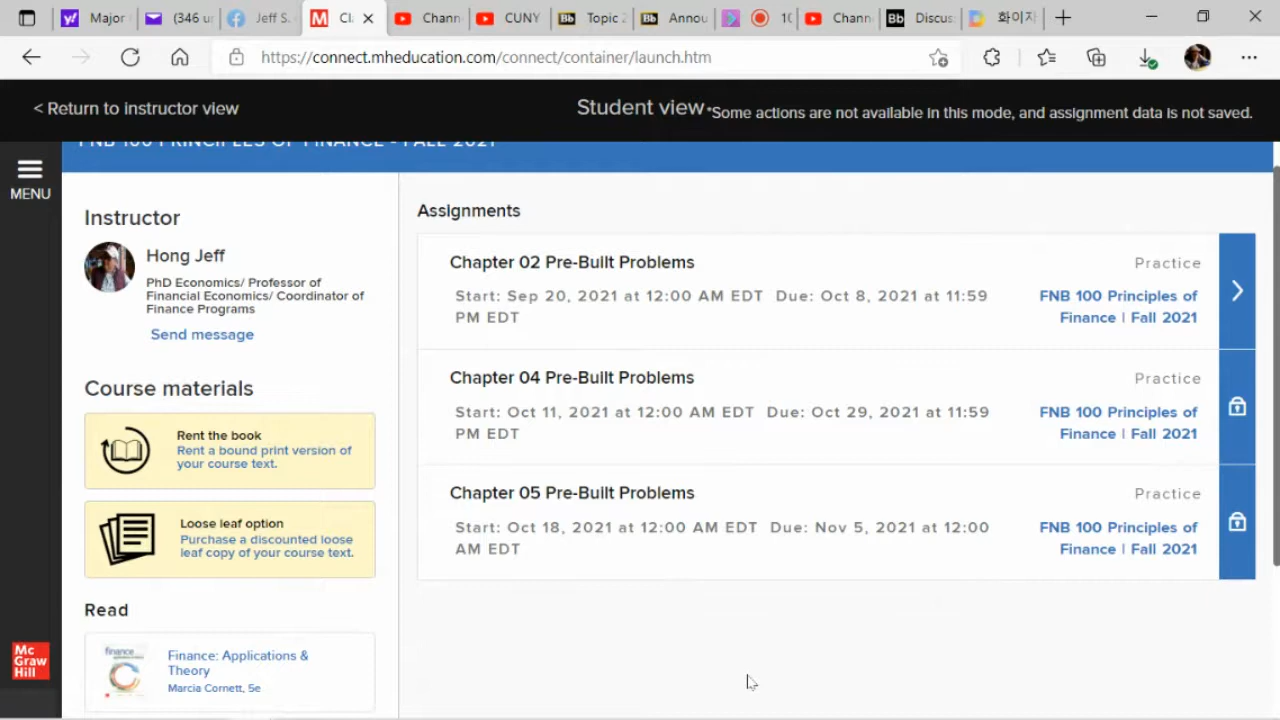 Major
(346 u
Jeff S.
Cl
Chann
CUNY
Topic 2
Annou
10
Chann
Discus
화이자
https://connect.mheducation.com/connect/container/launch.htm
< Return to instructor view
Student view
*Some actions are not available in this mode, and assignment data is not saved.
MENU
FNB 100 PRINCIPLES OF FINANCE - FALL 2021
Instructor
Hong Jeff
PhD Economics/ Professor of
Financial Economics/ Coordinator of
Finance Programs
Send message
Course materials
Rent the book
Rent a bound print version of
your course text.
Loose leaf option
Purchase a discounted loose
leaf copy of your course text.
Read
finance
Finance: Applications &
Theory
Marcia Cornett, 5e
Mc
Graw
Hill
Assignments
Chapter 02 Pre-Built Problems
Practice
Start: Sep 20, 2021 at 12:00 AM EDT Due: Oct 8, 2021 at 11:59
PM EDT
FNB 100 Principles of
Finance | Fall 2021
Chapter 04 Pre-Built Problems
Practice
Start: Oct 11, 2021 at 12:00 AM EDT Due: Oct 29, 2021 at 11:59
PM EDT
FNB 100 Principles of
Finance | Fall 2021
Chapter 05 Pre-Built Problems
Practice
Start: Oct 18, 2021 at 12:00 AM EDT Due: Nov 5, 2021 at 12:00
AM EDT
FNB 100 Principles of
Finance | Fall 2021